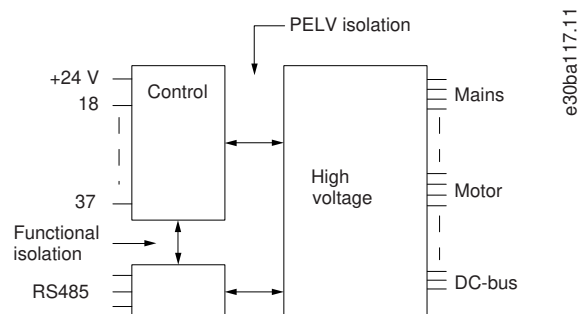 PELV isolation
+24 V
Control
18
Mains
High
voltage
37
Motor
Functional
isolation
RS485
DC-bus
e30ba117.11